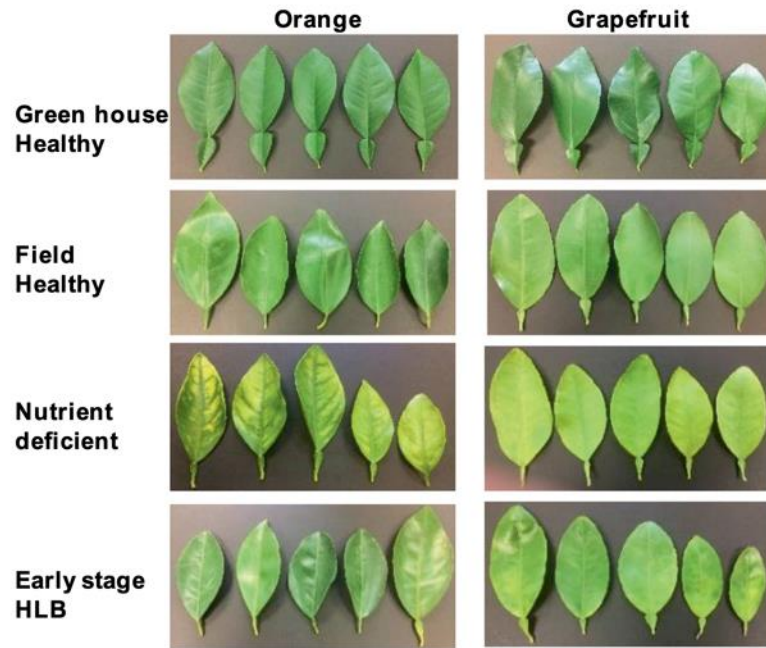 Orange
Grapefruit
Green house
Healthy
Field
Healthy
Nutrient
deficient
Early stage
HLB